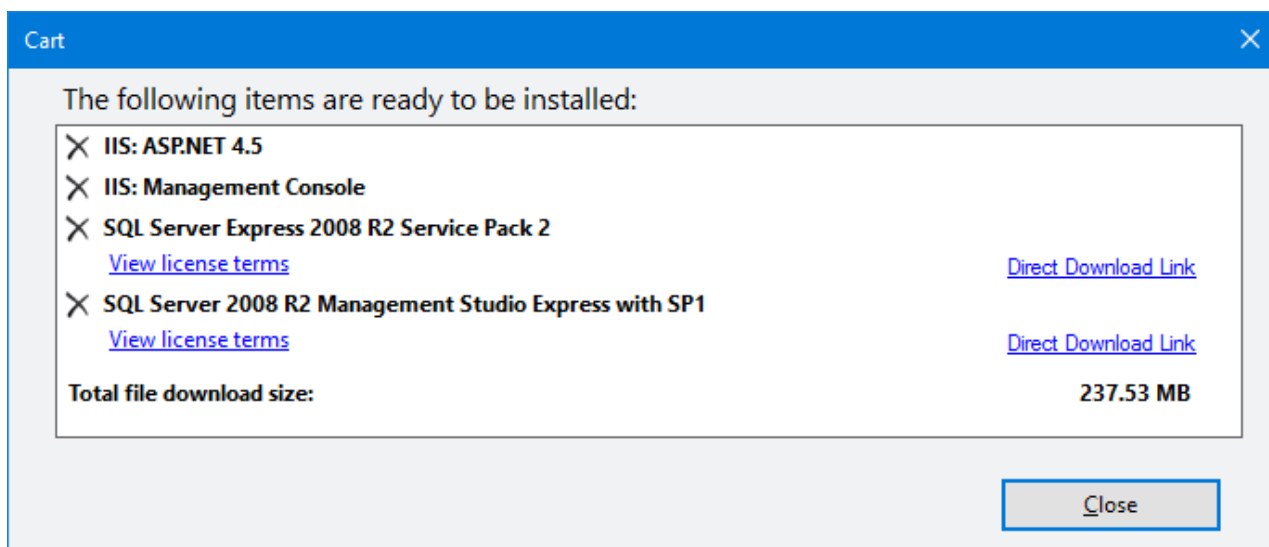 Cart
The following items are ready to be installed:
IIS: ASP.NET 4.5
IIS: Management Console
SQL Server Express 2008 R2 Service Pack 2
View license terms Direct Download Link
SQL Server 2008 R2 Management Studio Express with SP1
View license terms Direct Download Link
Total file download size: 237.53 MB
Close